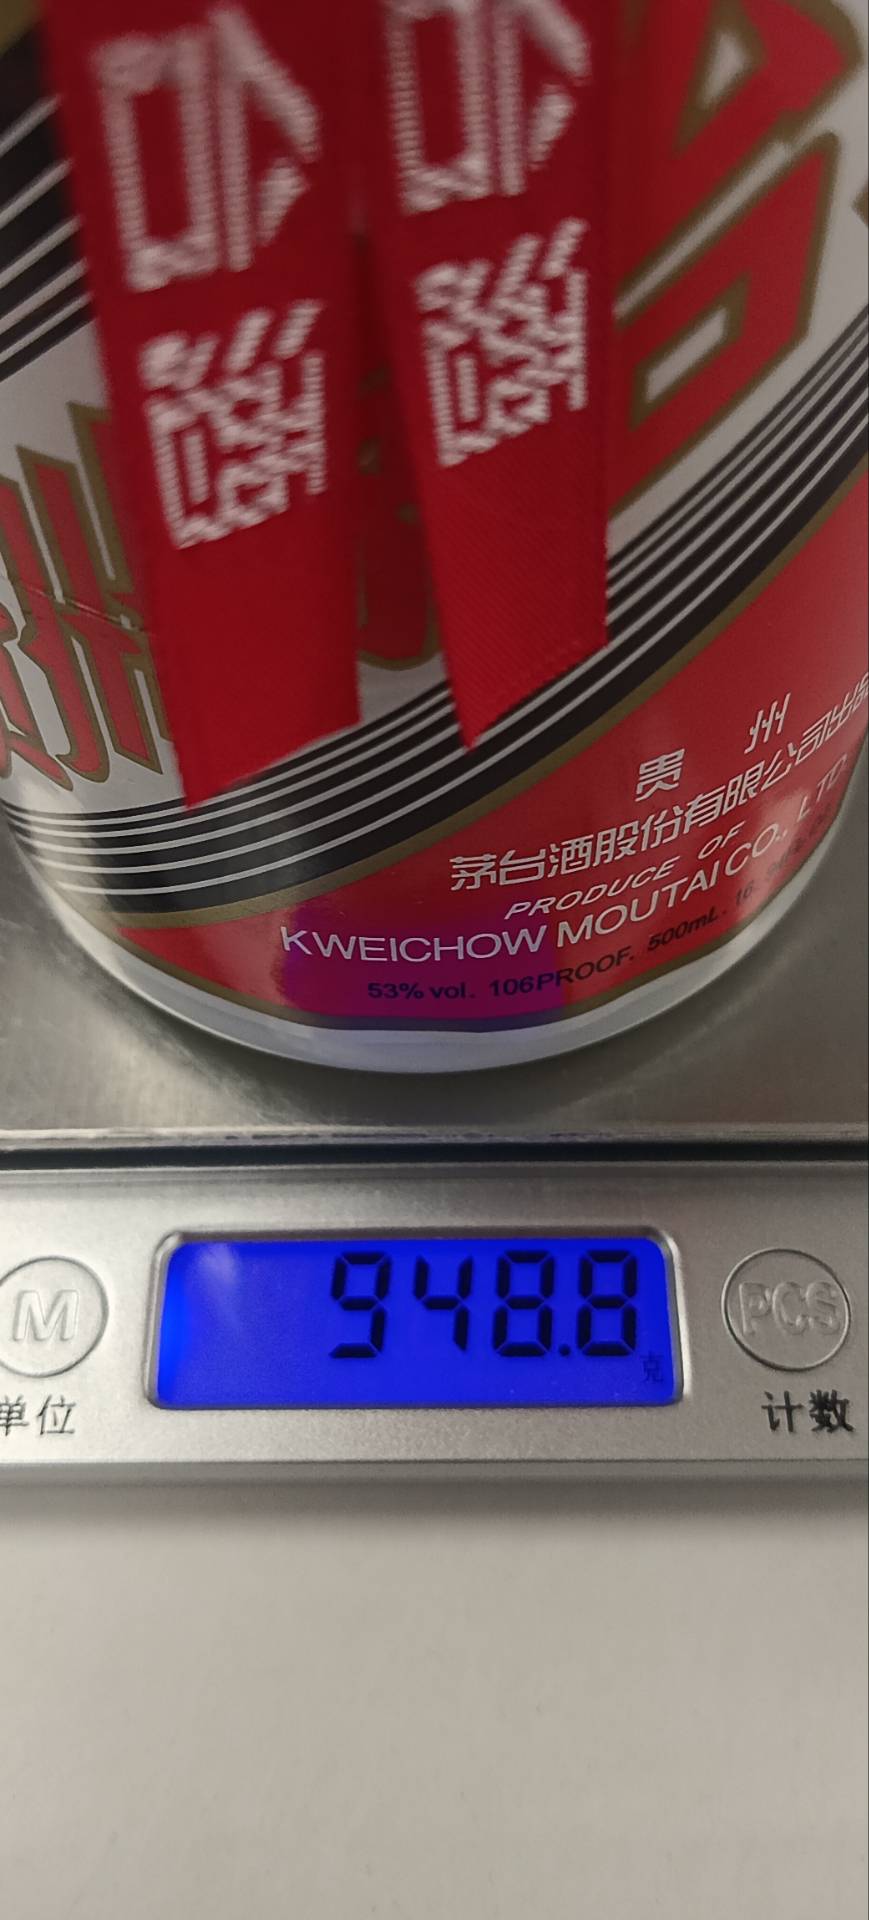 贵州
茅台酒股份有限公司出品
PRODUCE OF
KWEICHOW MOUTAI CO., LTD.
53% vol. 106PROOF. 500mL. 16.
948.8
克
M
PCS
单位
计数